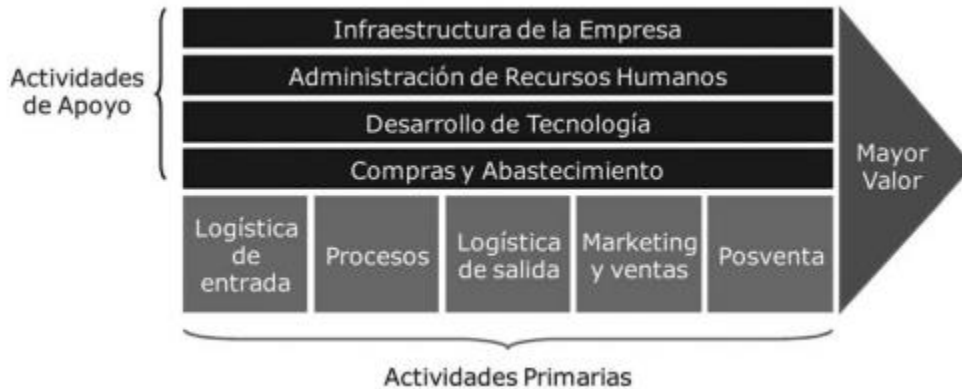 Actividades
de Apoyo
Infraestructura de la Empresa
Administración de Recursos Humanos
Desarrollo de Tecnología
Compras y Abastecimiento
Logística
de
entrada
Procesos
Logística
de salida
Marketing
y ventas
Posventa
Mayor
Valor
Actividades Primarias